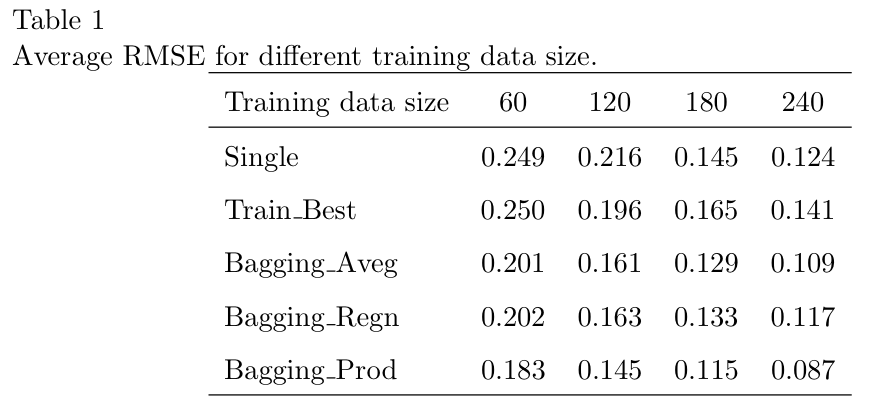 Table 1
Average RMSE for different training data size.
Training data size 60 120 180 240
Single 0.249 0.216 0.145 0.124
Train_Best 0.250 0.196 0.165 0.141
Bagging_Aveg 0.201 0.161 0.129 0.109
Bagging_Regn 0.202 0.163 0.133 0.117
Bagging_Prod 0.183 0.145 0.115 0.087